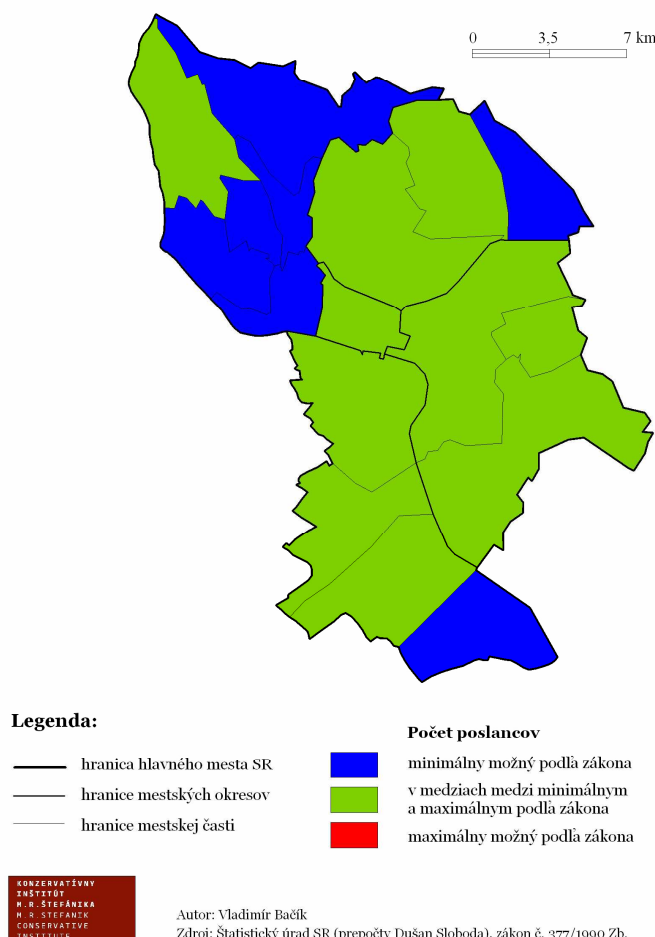 0 3,5 7 km
Legenda:
hranica hlavného mesta SR
hranice mestských okresov
hranice mestskej časti
Počet poslancov
minimálny možný podľa zákona
v medziach medzi minimálnym
a maximálnym podľa zákona
maximálny možný podľa zákona
KONZERVATÍVNY
INŠTITÚT
M.R.ŠTEFÁNIKA
M.R.STEFANIK
CONSERVATIVE
INSTITUTE
Autor: Vladimír Bačík
Zdroj: Štatistický úrad SR (prepočty Dušan Sloboda), zákon č. 377/1990 Zb.